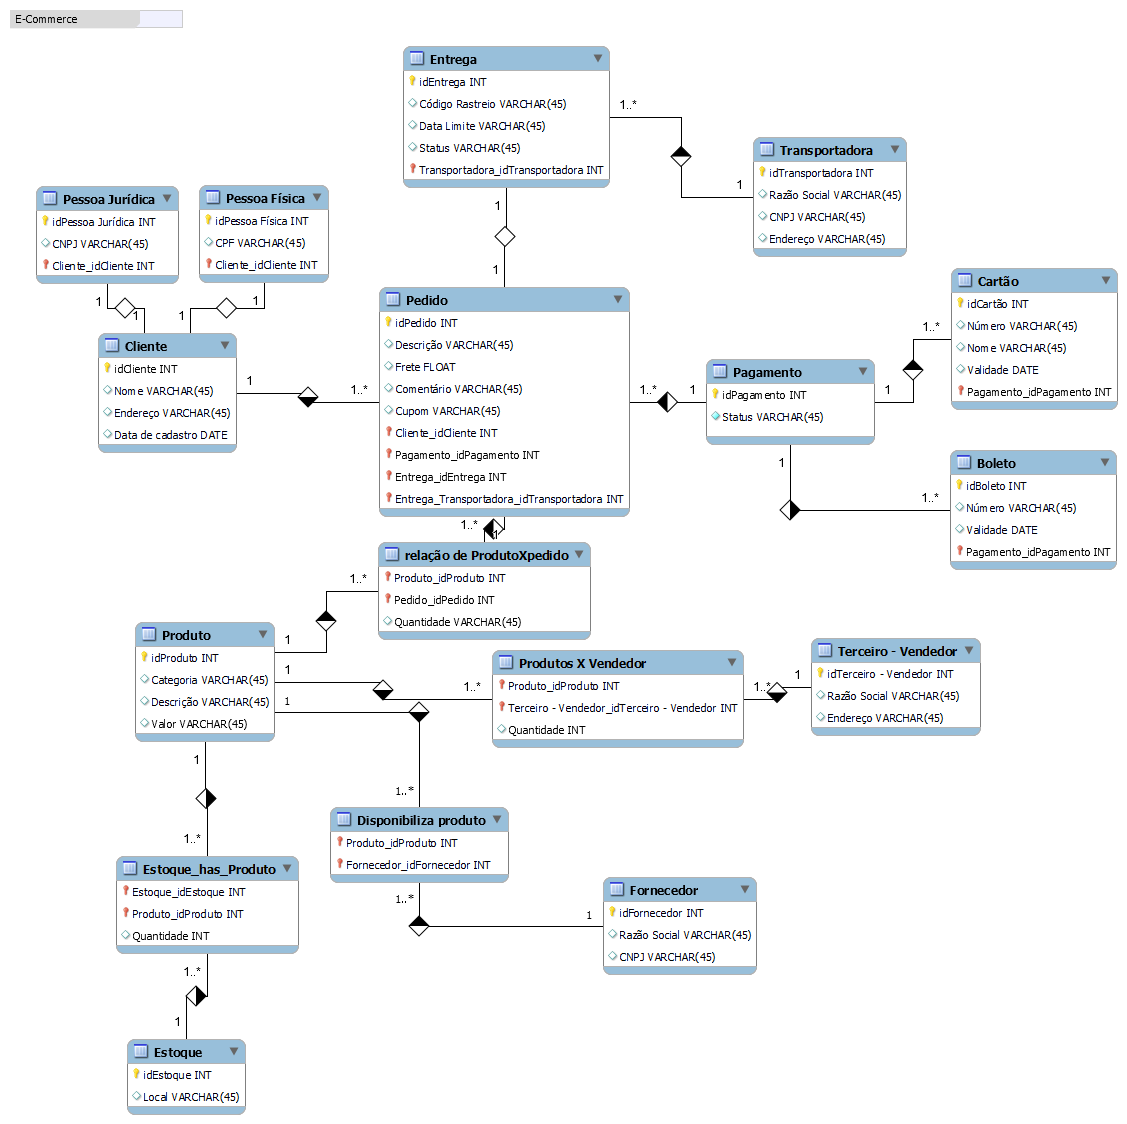 E-Commerce
Entrega
idEntrega INT
Código Rastreio VARCHAR(45)
Data Limite VARCHAR(45)
Status VARCHAR(45)
Transportadora_idTransportadora INT
1..*
1
Transportadora
idTransportadora INT
Razão Social VARCHAR(45)
CNPJ VARCHAR(45)
Endereço VARCHAR(45)
Pessoa Jurídica
idPessoa Jurídica INT
CNPJ VARCHAR(45)
Cliente_idCliente INT
1
1
Pessoa Física
idPessoa Física INT
CPF VARCHAR(45)
Cliente_idCliente INT
1
1
1
1
Cliente
idCliente INT
Nome VARCHAR(45)
Endereço VARCHAR(45)
Data de cadastro DATE
1
1..*
Pedido
idPedido INT
Descrição VARCHAR(45)
Frete FLOAT
Comentário VARCHAR(45)
Cupom VARCHAR(45)
Cliente_idCliente INT
Pagamento_idPagamento INT
Entrega_idEntrega INT
Entrega_Transportadora_idTransportadora INT
1..*
1
Pagamento
idPagamento INT
Status VARCHAR(45)
1
1..*
Cartão
idCartão INT
Número VARCHAR(45)
Nome VARCHAR(45)
Validade DATE
Pagamento_idPagamento INT
1
1..*
Boleto
idBoleto INT
Número VARCHAR(45)
Validade DATE
Pagamento_idPagamento INT
1..*
1
relação de ProdutoXpedido
Produto_idProduto INT
Pedido_idPedido INT
Quantidade VARCHAR(45)
1..*
1
Produto
idProduto INT
Categoria VARCHAR(45)
Descrição VARCHAR(45)
Valor VARCHAR(45)
1
1..*
Produtos X Vendedor
Produto_idProduto INT
Terceiro - Vendedor_idTerceiro - Vendedor INT
Quantidade INT
1..*
1
Terceiro - Vendedor
idTerceiro - Vendedor INT
Razão Social VARCHAR(45)
Endereço VARCHAR(45)
1
1..*
Disponibiliza produto
Produto_idProduto INT
Fornecedor_idFornecedor INT
1..*
1
Fornecedor
idFornecedor INT
Razão Social VARCHAR(45)
CNPJ VARCHAR(45)
1
1..*
Estoque_has_Produto
Estoque_idEstoque INT
Produto_idProduto INT
Quantidade INT
1..*
1
Estoque
idEstoque INT
Local VARCHAR(45)